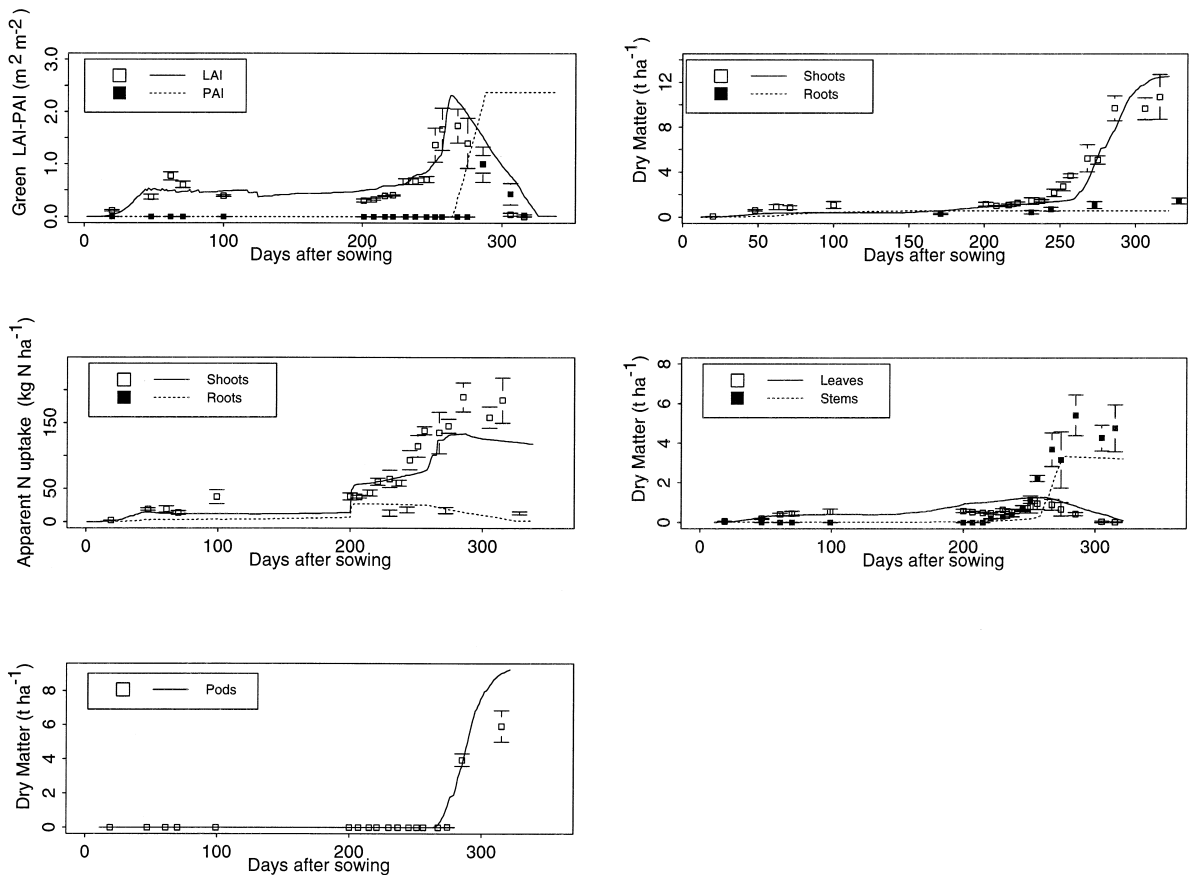 Green LAI-PAI (m 2 m-2)
3.0
2.0
1.0
0.0
LAI
PAI
0 100 200 300
Days after sowing
Dry Matter (t ha-1)
12
8
4
0
Shoots
Roots
0 50 100 150 200 250 300
Days after sowing
Apparent N uptake (kg N ha-1)
150
50
0
Shoots
Roots
0 100 200 300
Days after sowing
Dry Matter (t ha-1)
8
6
4
2
0
Leaves
Stems
0 100 200 300
Days after sowing
Dry Matter (t ha-1)
8
6
4
2
0
Pods
0 100 200 300
Days after sowing